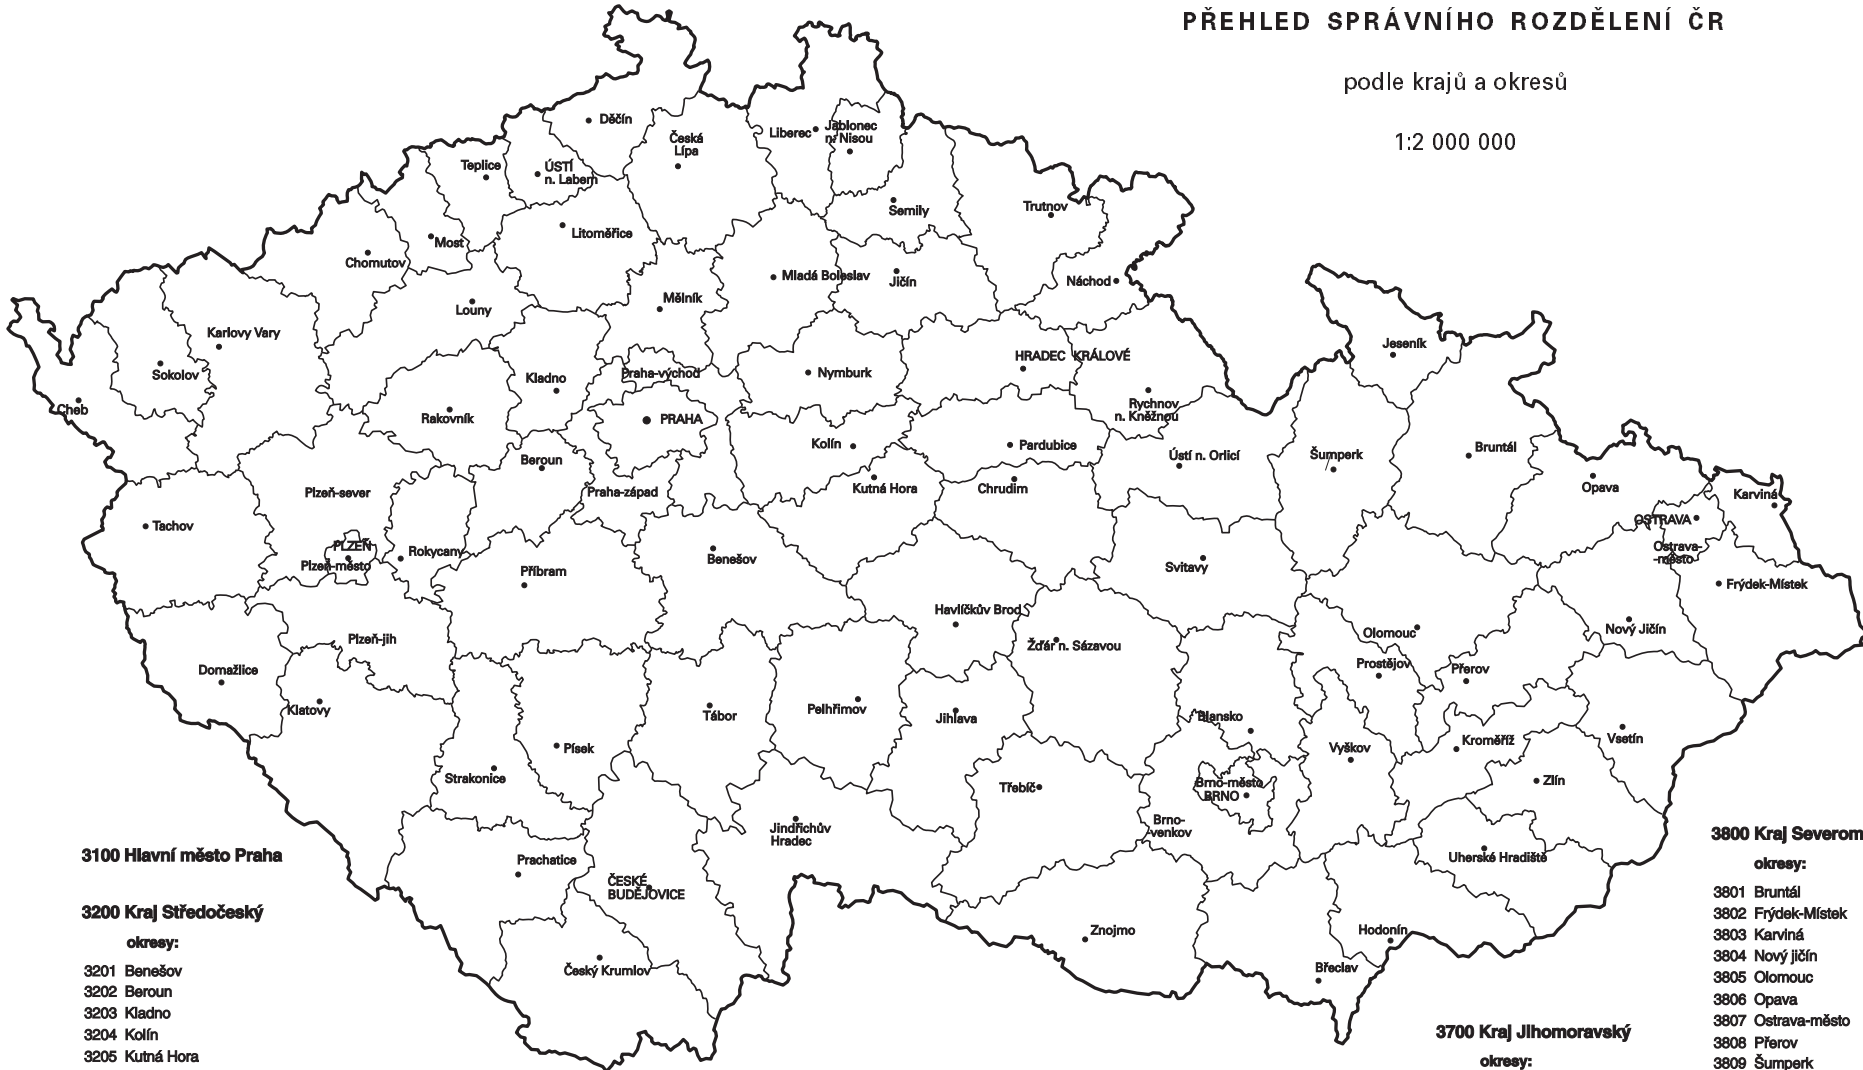 PŘEHLED SPRÁVNÍHO ROZDĚLENÍ ČR
podle krajů a okresů
1:2 000 000
Děčín
Česká
Lípa
Liberec
Jablonec
n. Nisou
Teplice
ÚSTÍ
n. Labem
Semily
Trutnov
Most
Litoměřice
Chomutov
Mladá Boleslav
Jičín
Náchod
Louny
Mělník
Karlovy Vary
Jeseník
HRADEC KRÁLOVÉ
Sokolov
Kladno
Praha-východ
Nymburk
Cheb
Rakovník
PRAHA
Rychnov
n. Kněžnou
Kolín
Pardubice
Ústí n. Orlicí
Šumperk
Bruntál
Beroun
Plzeň-sever
Praha-západ
Kutná Hora
Chrudim
Opava
Karviná
Tachov
OSTRAVA
PLZEŇ
Plzeň-město
Rokycany
Benešov
Ostrava-
-město
Příbram
Svitavy
Frýdek-Místek
Havlíčkův Brod
Plzeň-jih
Žďár n. Sázavou
Olomouc
Nový Jičín
Domažlice
Prostějov
Přerov
Klatovy
Tábor
Pelhřimov
Jihlava
Blansko
Písek
Vyškov
Kroměříž
Vsetín
Strakonice
Třebíč
Brno-město
BRNO
Zlín
Jindřichův
Hradec
Brno-
-venkov
Prachatice
Uherské Hradiště
ČESKÉ
BUDĚJOVICE
Znojmo
Hodonín
Český Krumlov
Břeclav
3100 Hlavní město Praha
3200 Kraj Středočeský
okresy:
3201 Benešov
3202 Beroun
3203 Kladno
3204 Kolín
3205 Kutná Hora
3700 Kraj Jihomoravský
okresy:
3800 Kraj Severom
okresy:
3801 Bruntál
3802 Frýdek-Místek
3803 Karviná
3804 Nový jičín
3805 Olomouc
3806 Opava
3807 Ostrava-město
3808 Přerov
3809 Šumperk